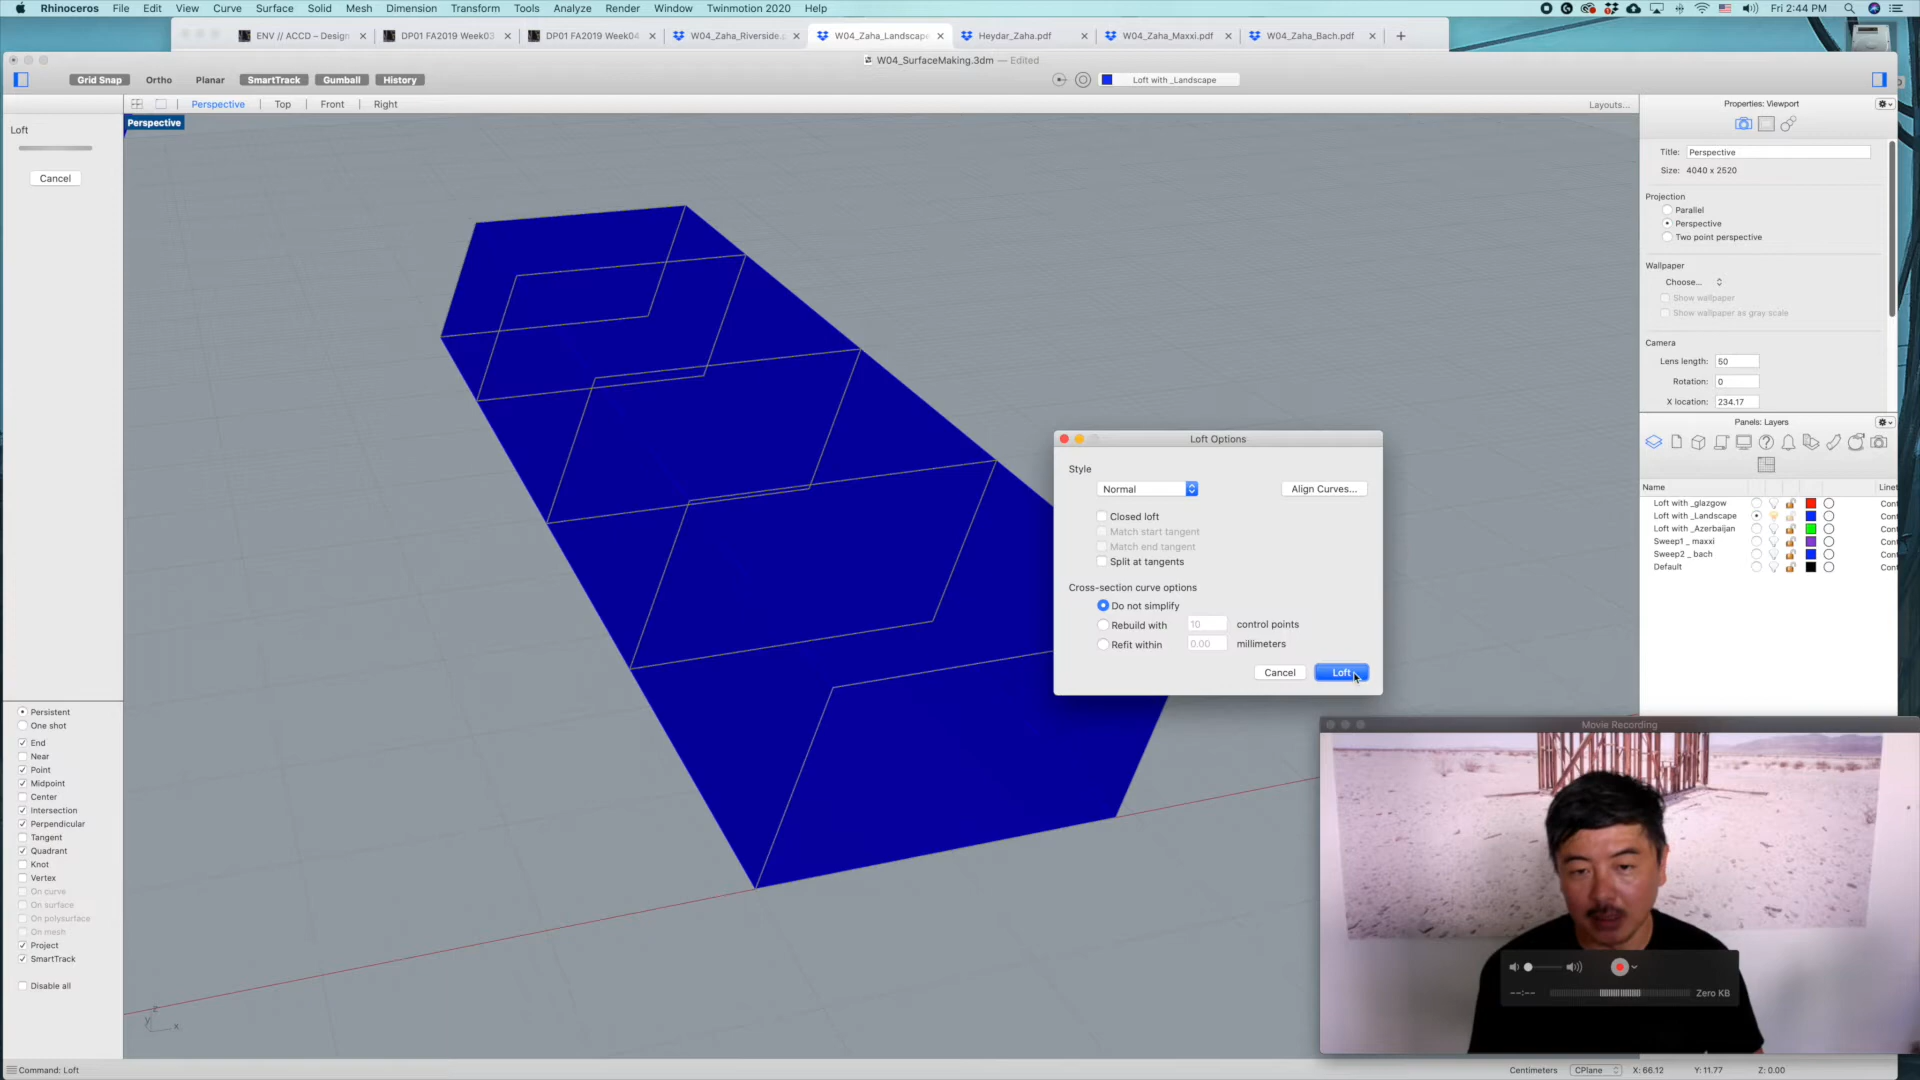 Rhinoceros File Edit View Curve Surface Solid Mesh Dimension Transform Tools Analyze Render Window Twinmotion 2020 Help Fri 2:44 PM
ENV // ACCD – Design DP01 FA2019 Week03 DP01 FA2019 Week04 W04_Zaha_Riverside. W04_Zaha_Landscape Heydar_Zaha.pdf W04_Zaha_Maxxi.pdf W04_Zaha_Bach.pdf
W04_SurfaceMaking.3dm — Edited
Grid Snap Ortho Planar SmartTrack Gumball History Loft with _Landscape
Perspective Top Front Right Layouts...
Perspective
Loft
Cancel
Properties: Viewport
Title: Perspective
Size: 4040 x 2520
Projection
Parallel
Perspective
Two point perspective
Wallpaper
Choose...
Show wallpaper
Show wallpaper as gray scale
Camera
Lens length: 50
Rotation: 0
X location: 234.17
Panels: Layers
Name Linet
Loft with _glazgow Cont
Loft with _Landscape Cont
Loft with _Azerbaijan Cont
Sweep1 _ maxxi Cont
Sweep2 _ bach Cont
Default Cont
Loft Options
Style
Normal Align Curves...
Closed loft
Match start tangent
Match end tangent
Split at tangents
Cross-section curve options
Do not simplify
Rebuild with 10 control points
Refit within 0.00 millimeters
Cancel Loft
Persistent
One shot
End
Near
Point
Midpoint
Center
Intersection
Perpendicular
Tangent
Quadrant
Knot
Vertex
On curve
On surface
On polysurface
On mesh
Project
SmartTrack
Disable all
Movie Recording
--:-- Zero KB
z
y x
Command: Loft Centimeters CPlane X: 66.12 Y: 11.77 Z: 0.00